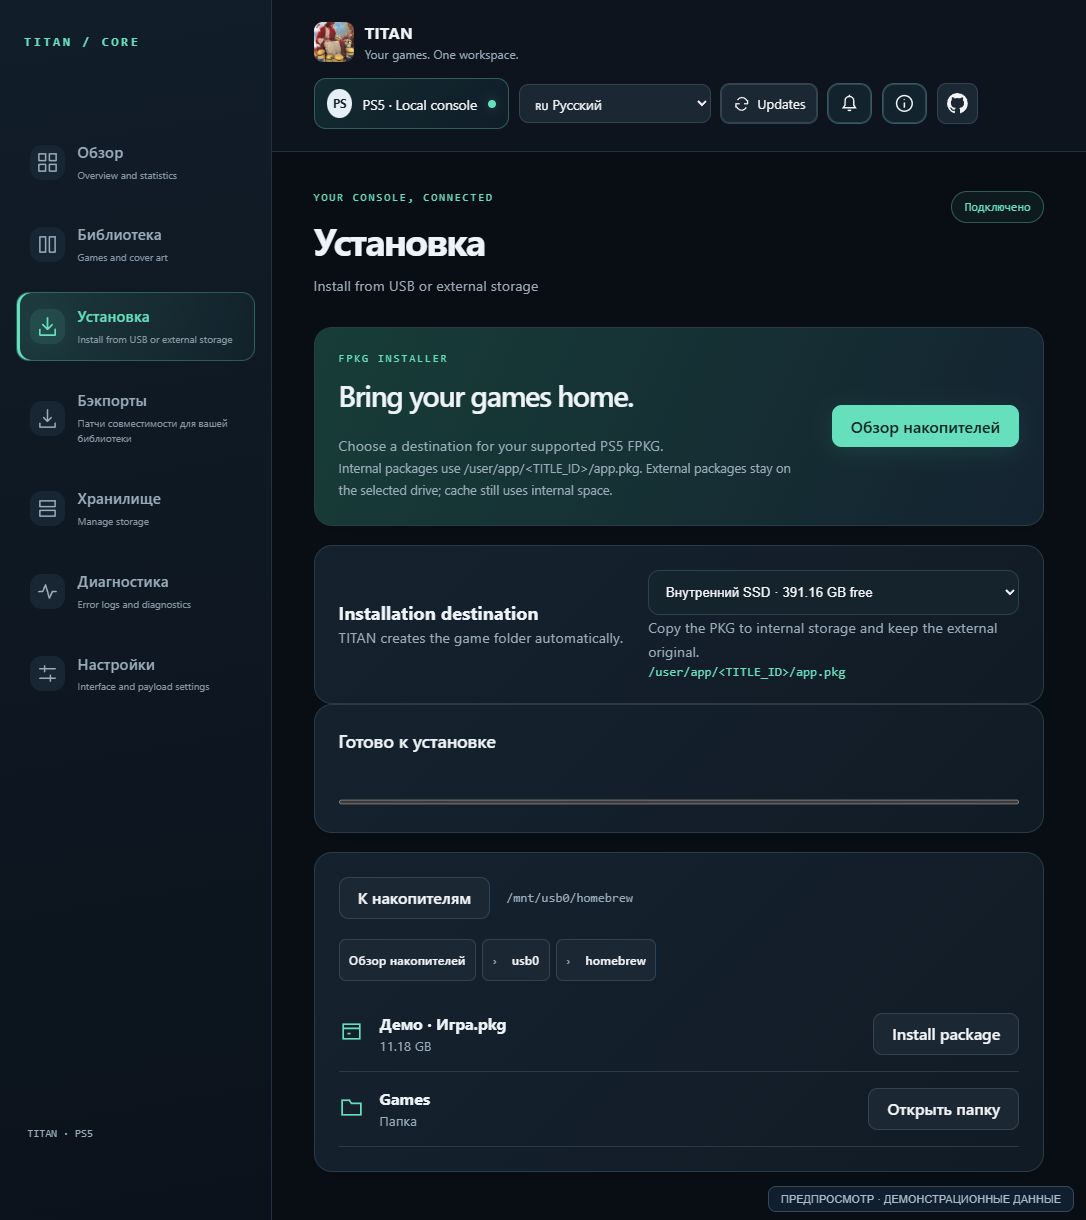 TITAN / CORE
Обзор
Overview and statistics
Библиотека
Games and cover art
Установка
Install from USB or external storage
Бэкпорты
Патчи совместимости для вашей
библиотеки
Хранилище
Manage storage
Диагностика
Error logs and diagnostics
Настройки
Interface and payload settings
TITAN · PS5
TITAN
Your games. One workspace.
PS PS5 · Local console
RU Русский
Updates
YOUR CONSOLE, CONNECTED
Подключено
Установка
Install from USB or external storage
FPKG INSTALLER
Bring your games home.
Choose a destination for your supported PS5 FPKG.
Internal packages use /user/app/<TITLE_ID>/app.pkg. External packages stay on
the selected drive; cache still uses internal space.
Обзор накопителей
Installation destination
TITAN creates the game folder automatically.
Внутренний SSD · 391.16 GB free
Copy the PKG to internal storage and keep the external
original.
/user/app/<TITLE_ID>/app.pkg
Готово к установке
К накопителям
/mnt/usb0/homebrew
Обзор накопителей
› usb0
› homebrew
Демо · Игра.pkg
11.18 GB
Install package
Games
Папка
Открыть папку
ПРЕДПРОСМОТР · ДЕМОНСТРАЦИОННЫЕ ДАННЫЕ